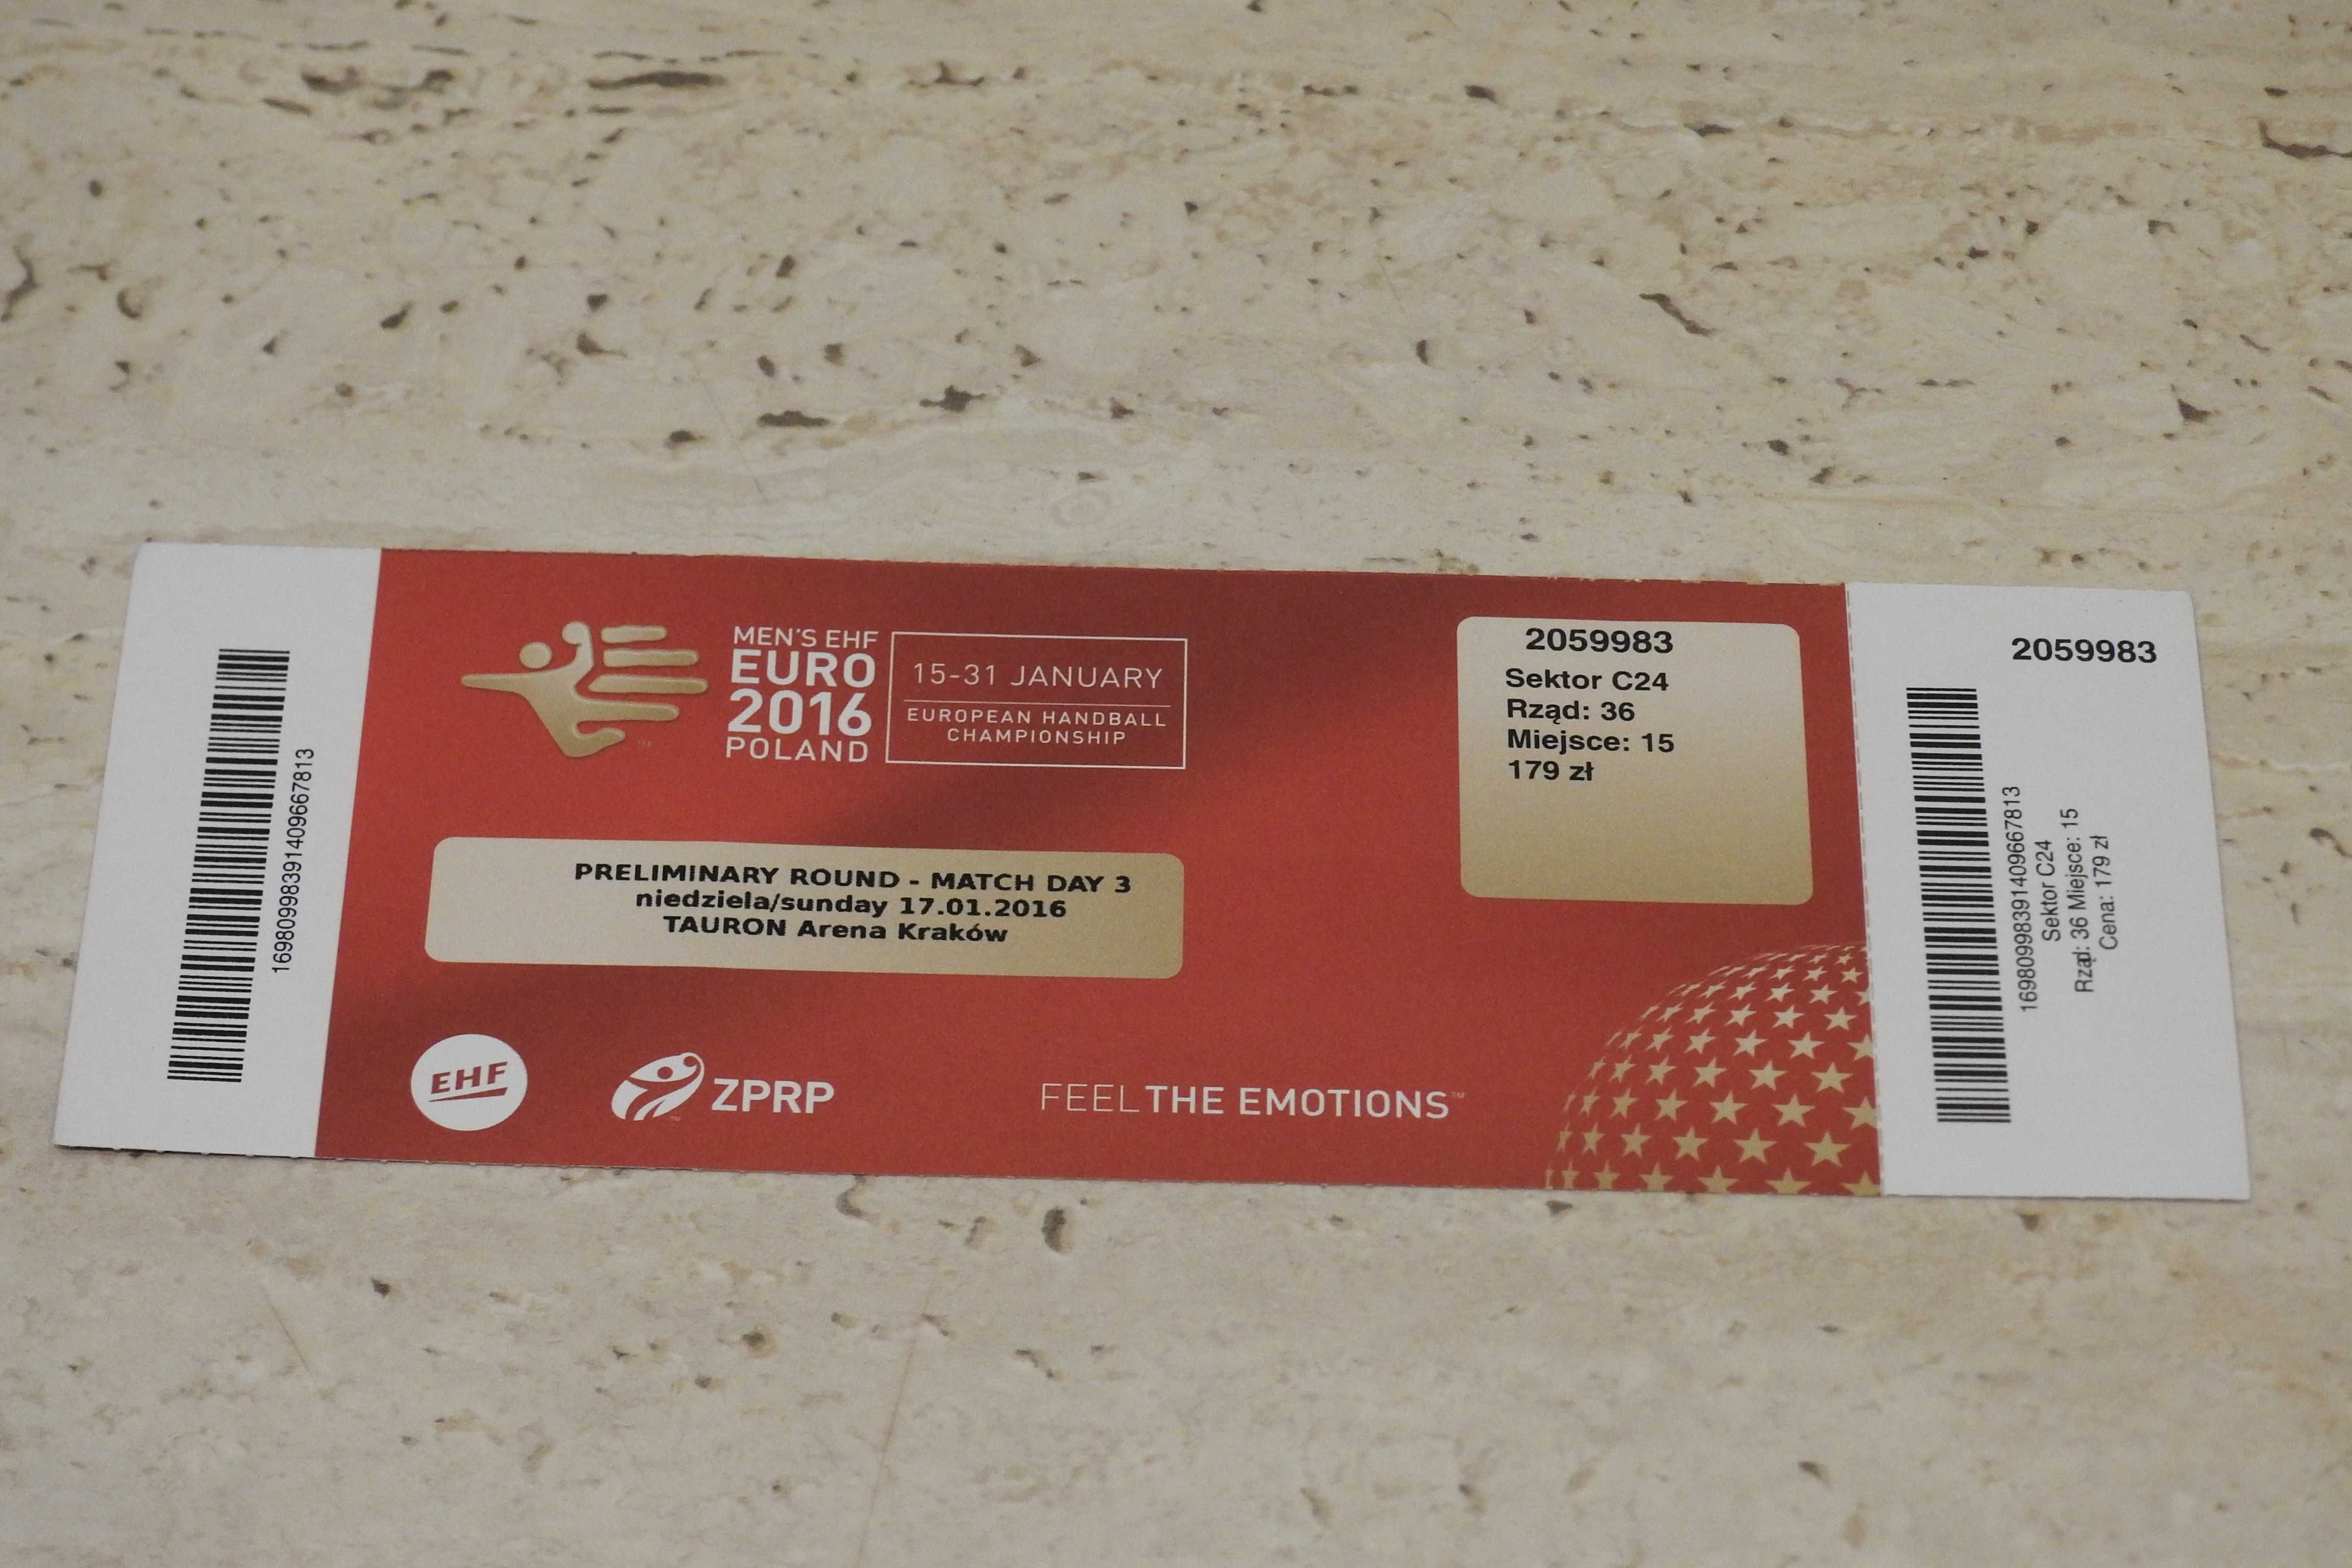 16980998391409667813
MEN'S EHF
EURO
2016
POLAND
15-31 JANUARY
EUROPEAN HANDBALL
CHAMPIONSHIP
PRELIMINARY ROUND - MATCH DAY 3
niedziela/sunday 17.01.2016
TAURON Arena Kraków
EHF
ZPRP
FEEL THE EMOTIONS™
2059983
Sektor C24
Rząd: 36
Miejsce: 15
179 zł
2059983
16980998391409667813
Sektor C24
Rząd: 36 Miejsce: 15
Cena: 179 zł